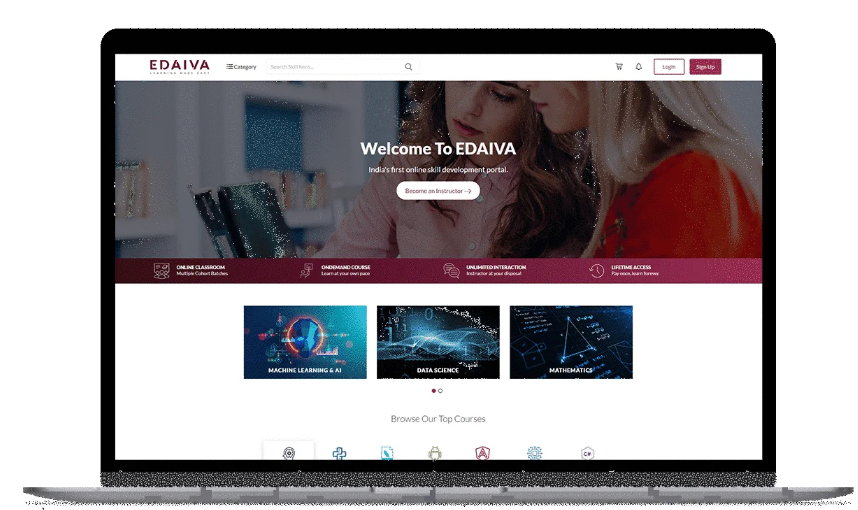 EDAIVA
LEARNING MADE EASY
Category
Search Skill Here...
Login
Sign Up
Welcome To EDAIVA
India's first online skill development portal.
Become an Instructor
ONLINE CLASSROOM
Multiple Cohort Batches
ONDEMAND COURSE
Learn at your own pace
UNLIMITED INTERACTION
Instructor at your disposal
LIFETIME ACCESS
Pay once, learn forever
MACHINE LEARNING & AI
DATA SCIENCE
MATHEMATICS
Browse Our Top Courses
C#